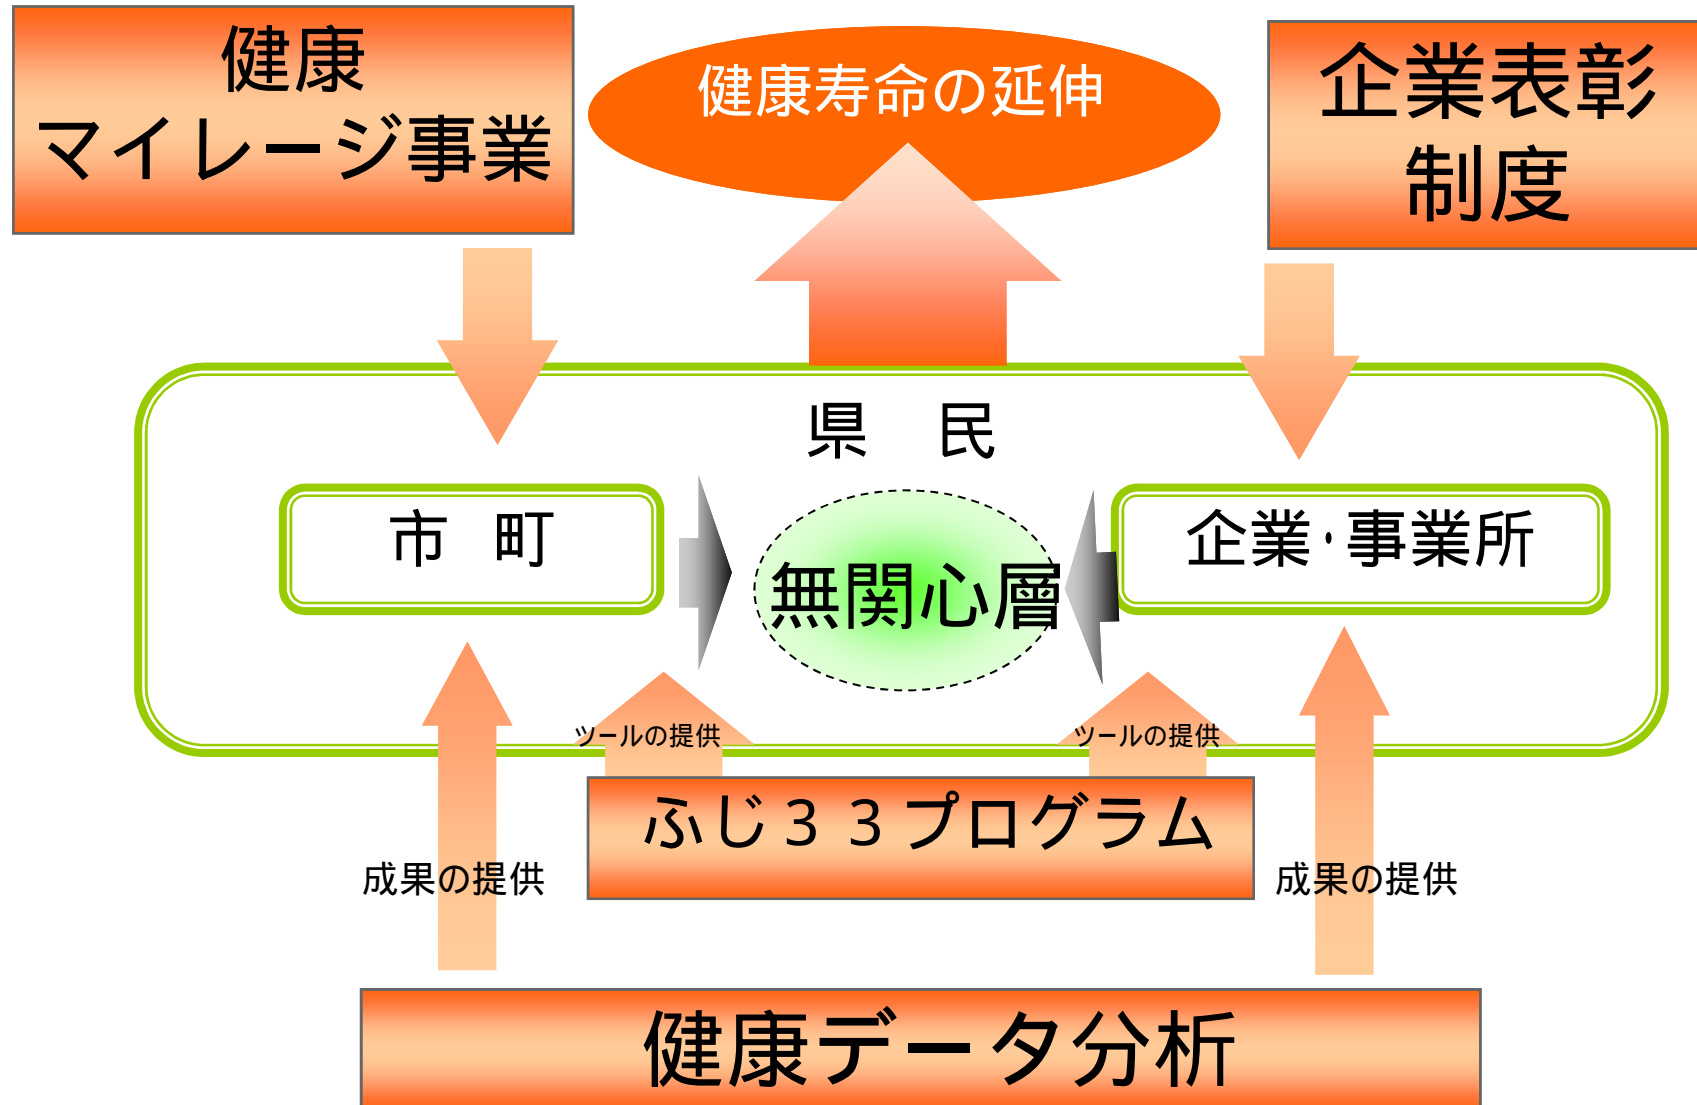 健康
マイレージ事業
健康寿命の延伸
企業表彰
制度
県　民
市　町
無関心層
企業・事業所
ツールの提供
ツールの提供
ふじ３３プログラム
成果の提供
成果の提供
健康データ分析